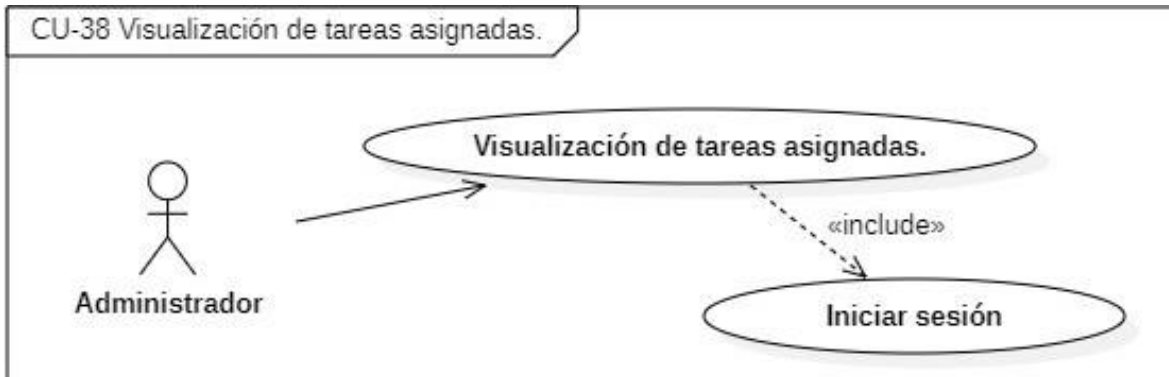 CU-38 Visualización de tareas asignadas.
Visualización de tareas asignadas.
«include»
Administrador
Iniciar sesión